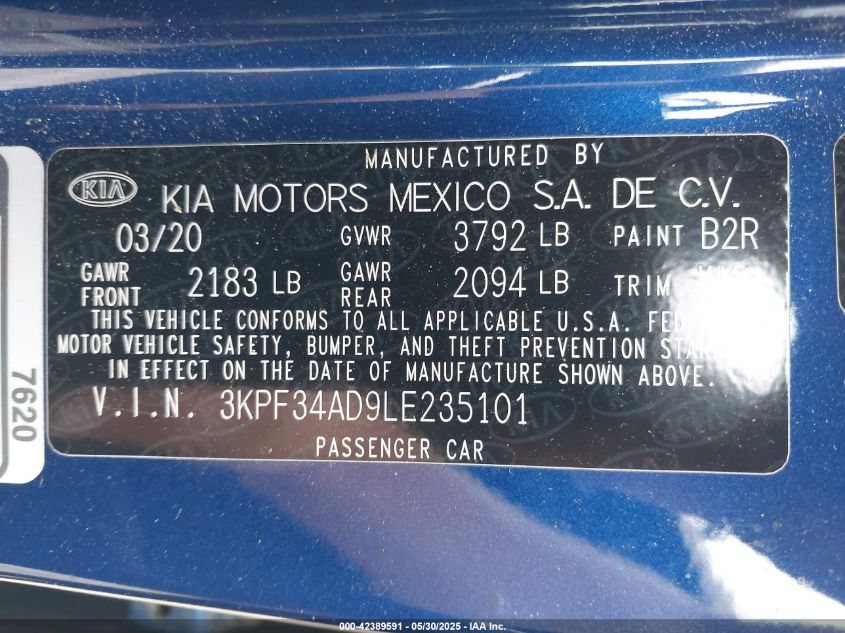 MANUFACTURED BY
KIA KIA MOTORS MEXICO S.A. DE C.V.
03/20 GVWR 3792 LB PAINT B2R
GAWR FRONT 2183 LB GAWR REAR 2094 LB TRIM
THIS VEHICLE CONFORMS TO ALL APPLICABLE U.S.A.
MOTOR VEHICLE SAFETY, BUMPER, AND THEFT PREVENTION
IN EFFECT ON THE DATE OF MANUFACTURE SHOWN ABOVE.
V.I.N. 3KPF34AD9LE235101
PASSENGER CAR
7620
000-42389591 - 05/30/2025 - IAA Inc.